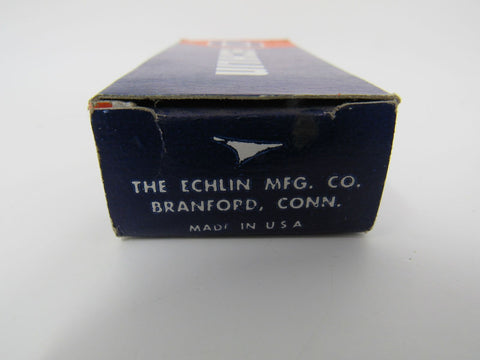 THE ECHLIN MFG. CO.
BRANFORD, CONN.
MADE IN USA